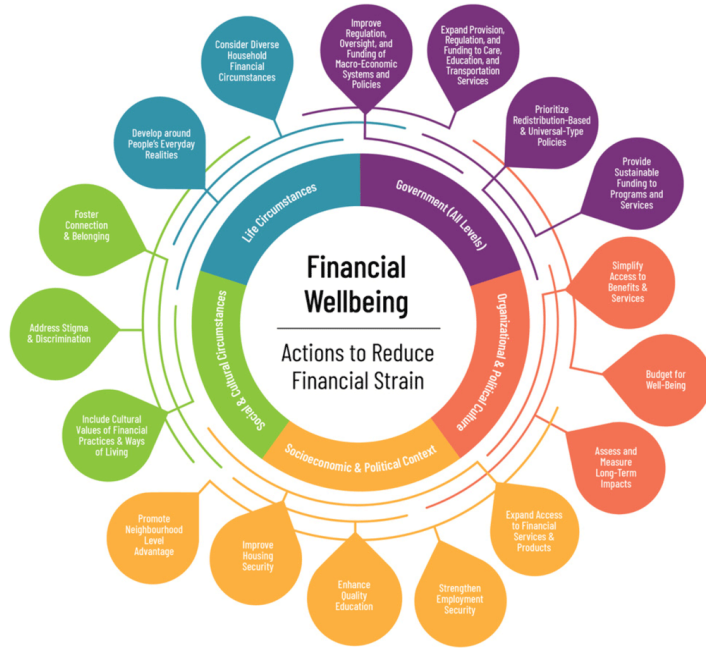 Financial
Wellbeing
Actions to Reduce
Financial Strain
Life Circumstances
Government (All Levels)
Organizational & Political Culture
Socioeconomic & Political Context
Social & Cultural Circumstances
Consider Diverse
Household
Financial
Circumstances
Develop around
People's Everyday
Realities
Improve
Regulation,
Oversight, and
Funding of
Macro-Economic
Systems and
Policies
Expand Provision,
Regulation, and
Funding to Care,
Education, and
Transportation
Services
Prioritize
Redistribution-Based
& Universal-Type
Policies
Provide
Sustainable
Funding to
Programs and
Services
Simplify
Access to
Benefits &
Services
Budget for
Well-Being
Assess and
Measure
Long-Term
Impacts
Expand Access
to Financial
Services &
Products
Strengthen
Employment
Security
Enhance
Quality
Education
Improve
Housing
Security
Promote
Neighbourhood
Level
Advantage
Include Cultural
Values of Financial
Practices & Ways
of Living
Address Stigma
& Discrimination
Foster
Connection
& Belonging